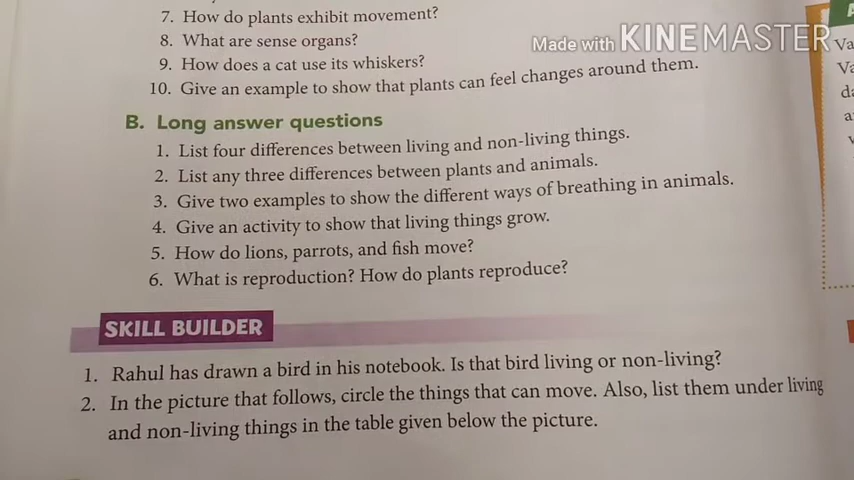 7. How do plants exhibit movement?
8. What are sense organs?
Made with KINEMASTER
9. How does a cat use its whiskers?
10. Give an example to show that plants can feel changes around them.
B. Long answer questions
1. List four differences between living and non-living things.
2. List any three differences between plants and animals.
3. Give two examples to show the different ways of breathing in animals.
4. Give an activity to show that living things grow.
5. How do lions, parrots, and fish move?
6. What is reproduction? How do plants reproduce?
SKILL BUILDER
1. Rahul has drawn a bird in his notebook. Is that bird living or non-living?
2. In the picture that follows, circle the things that can move. Also, list them under living
and non-living things in the table given below the picture.